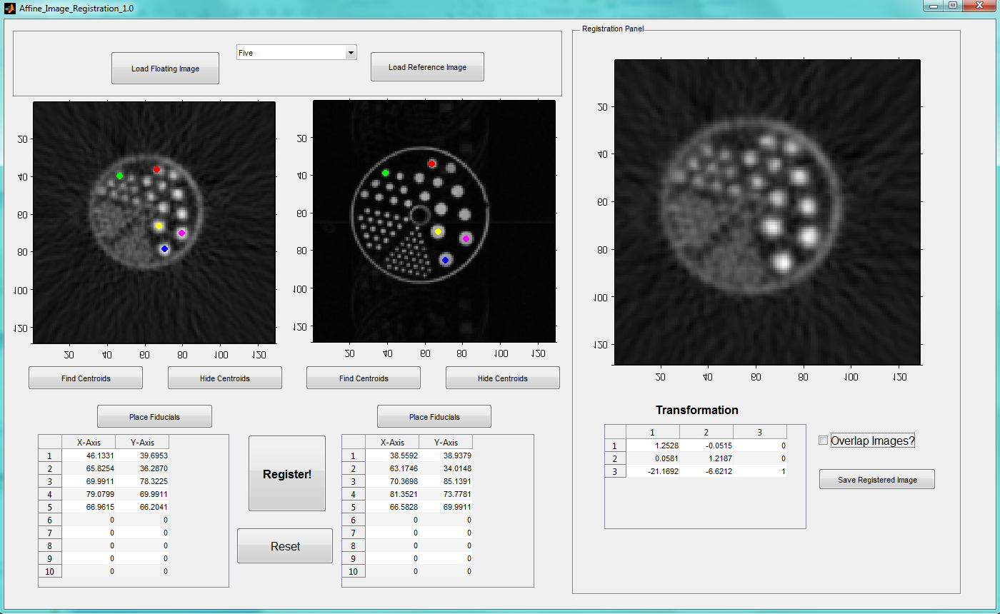 Affine_Image_Registration_1.0
Load Floating Image
Five
Load Reference Image
20
40
60
80
100
120
20 40 60 80 100 120
20
40
60
80
100
120
20 40 60 80 100 120
Find Centroids
Hide Centroids
Find Centroids
Hide Centroids
Place Fiducials
Place Fiducials
X-Axis Y-Axis
1 46.1331 39.6953
2 65.8254 36.2870
3 69.9911 78.3225
4 79.0799 69.9911
5 66.9615 66.2041
6 0 0
7 0 0
8 0 0
9 0 0
10 0 0
Register!
Reset
X-Axis Y-Axis
1 38.5592 38.9379
2 63.1746 34.0148
3 70.3698 85.1391
4 81.3521 73.7781
5 66.5828 69.9911
6 0 0
7 0 0
8 0 0
9 0 0
10 0 0
Registration Panel
20
40
60
80
100
120
20 40 60 80 100 120
Transformation
1 2 3
1 1.2528 -0.0515 0
2 0.0581 1.2187 0
3 -21.1692 -6.6212 1
Overlap Images?
Save Registered Image